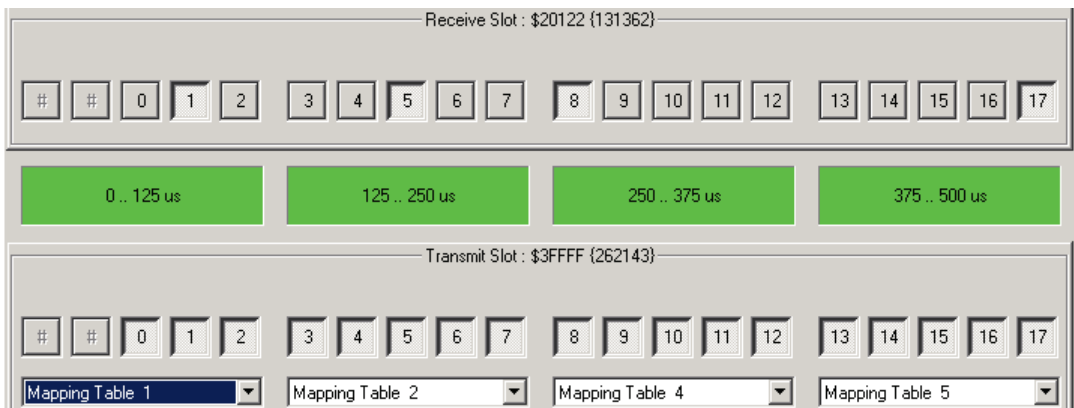 Receive Slot : $20122 {131362}
# # 0 1 2 3 4 5 6 7 8 9 10 11 12 13 14 15 16 17
0 .. 125 us 125 .. 250 us 250 .. 375 us 375 .. 500 us
Transmit Slot : $3FFFF {262143}
# # 0 1 2 3 4 5 6 7 8 9 10 11 12 13 14 15 16 17
Mapping Table 1 Mapping Table 2 Mapping Table 4 Mapping Table 5